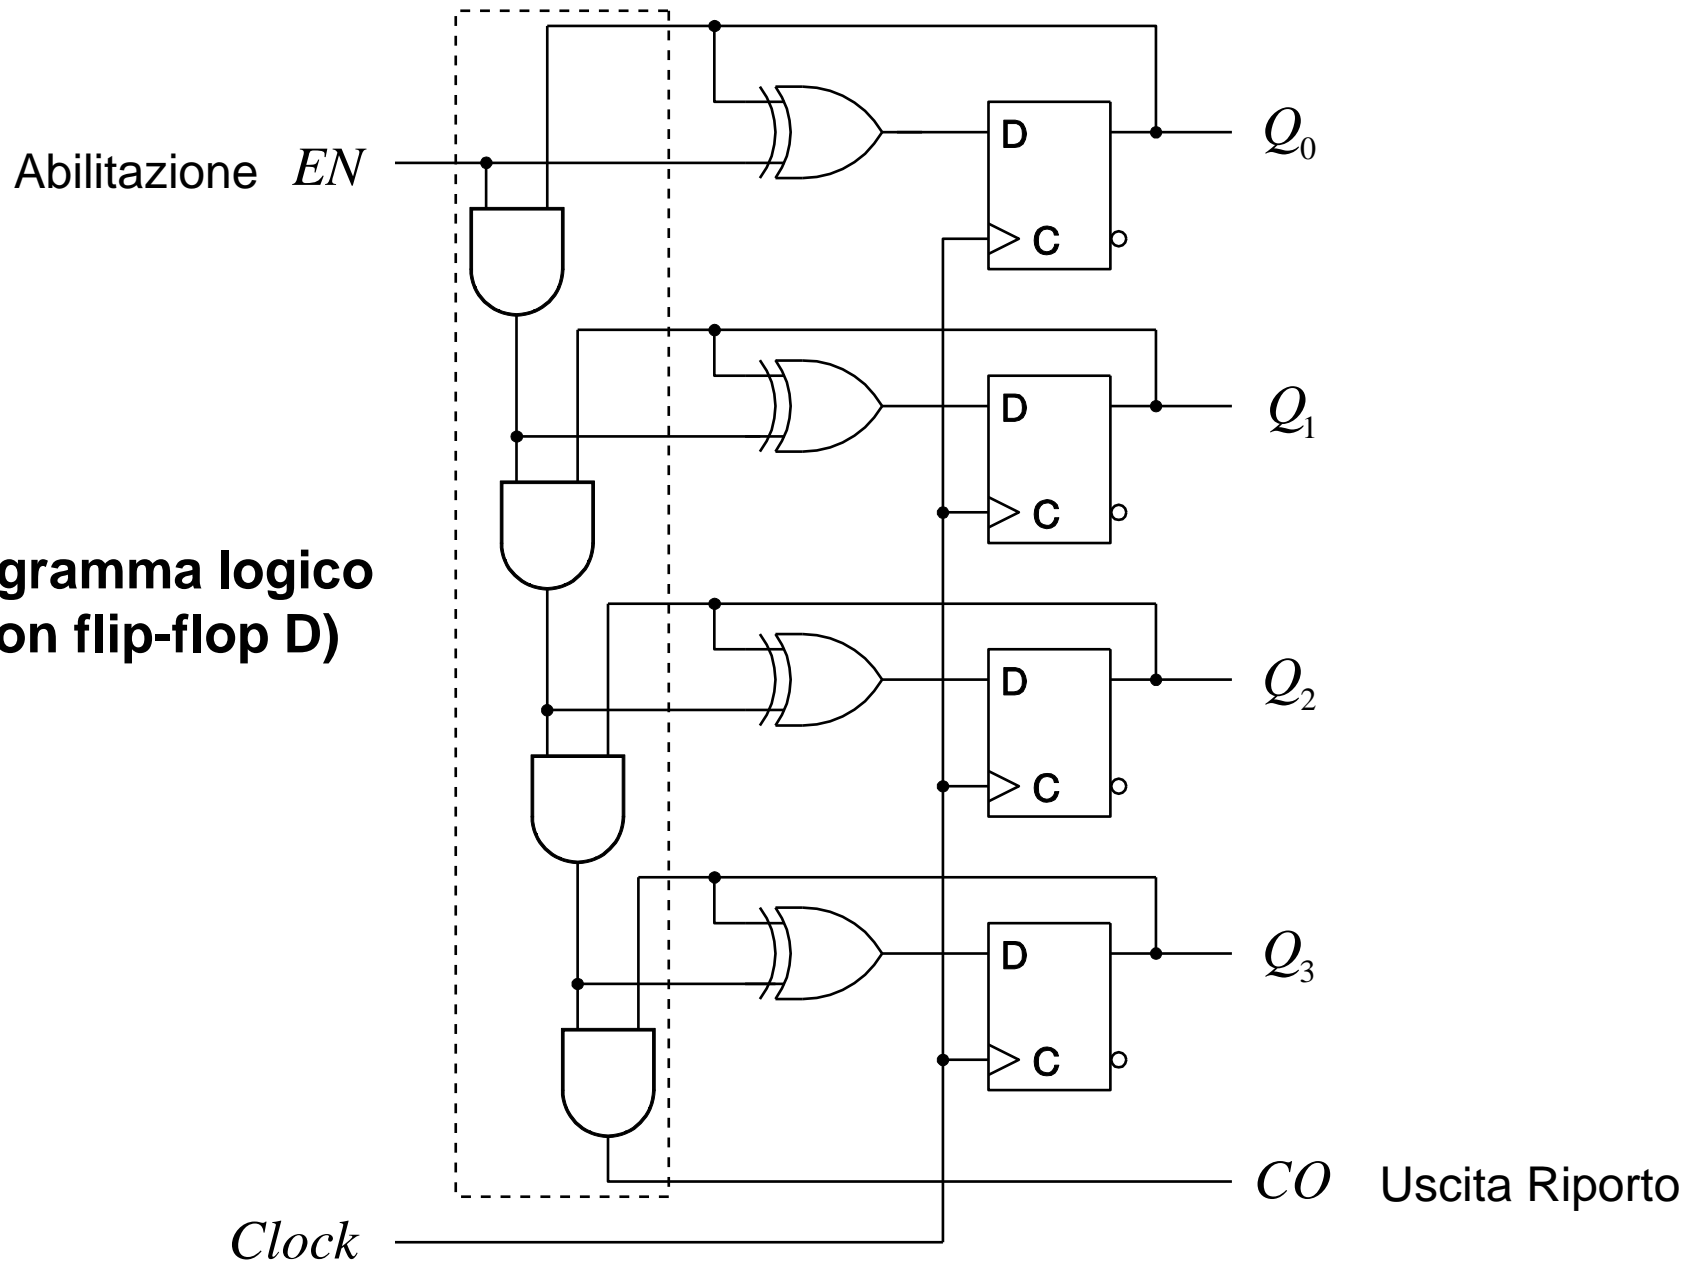 Q0
D
Abilitazione EN
C
D
Q1
C
gramma logico
on flip-flop D)
D
Q2
C
D
Q3
C
CO Uscita Riporto
Clock